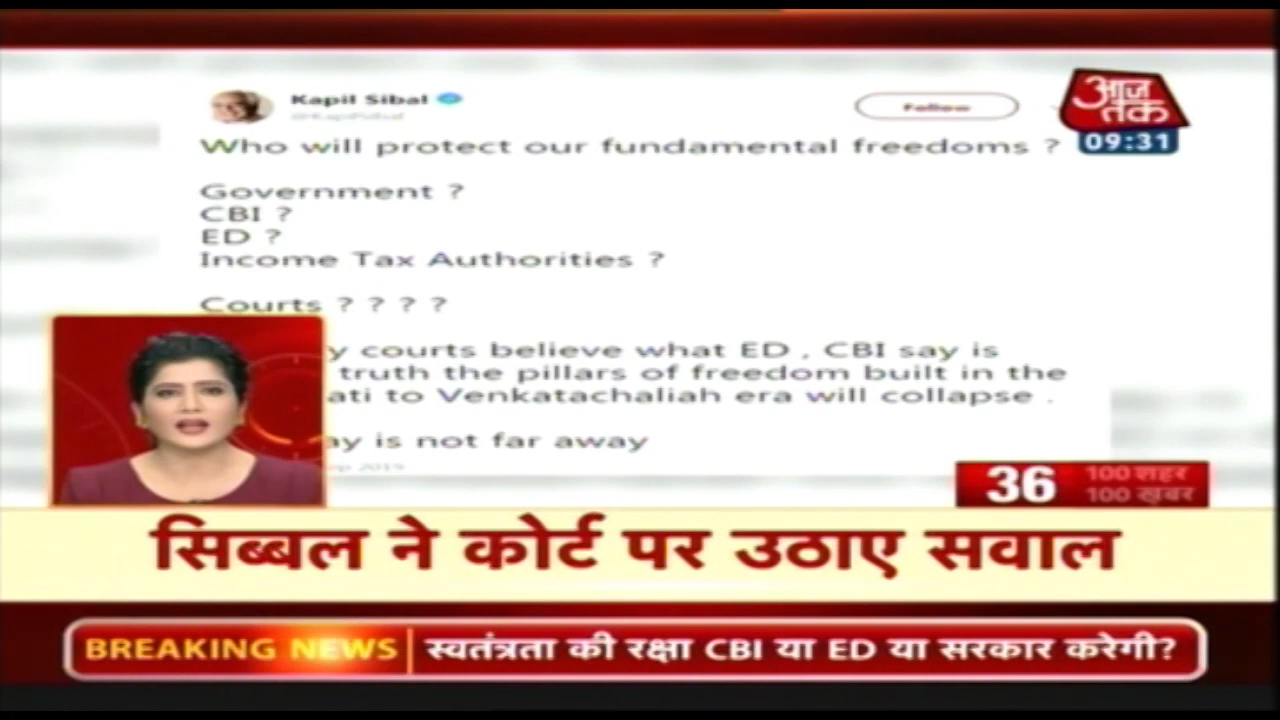 Kapil Sibal
Follow
आज
तक
09:31
Who will protect our fundamental freedoms ?
Government ?
CBI ?
ED ?
Income Tax Authorities ?
Courts ? ? ? ?
y courts believe what ED , CBI say is
truth the pillars of freedom built in the
ati to Venkatachaliah era will collapse .
ay is not far away
2019
36
100 शहर
100 ख़बर
सिब्बल ने कोर्ट पर उठाए सवाल
BREAKING NEWS
स्वतंत्रता की रक्षा CBI या ED या सरकार करेगी?